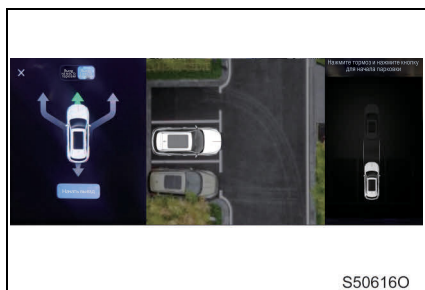 Нажмите тормоз и нажмите кнопку
для начала парковки
Начать выезд
S50616O